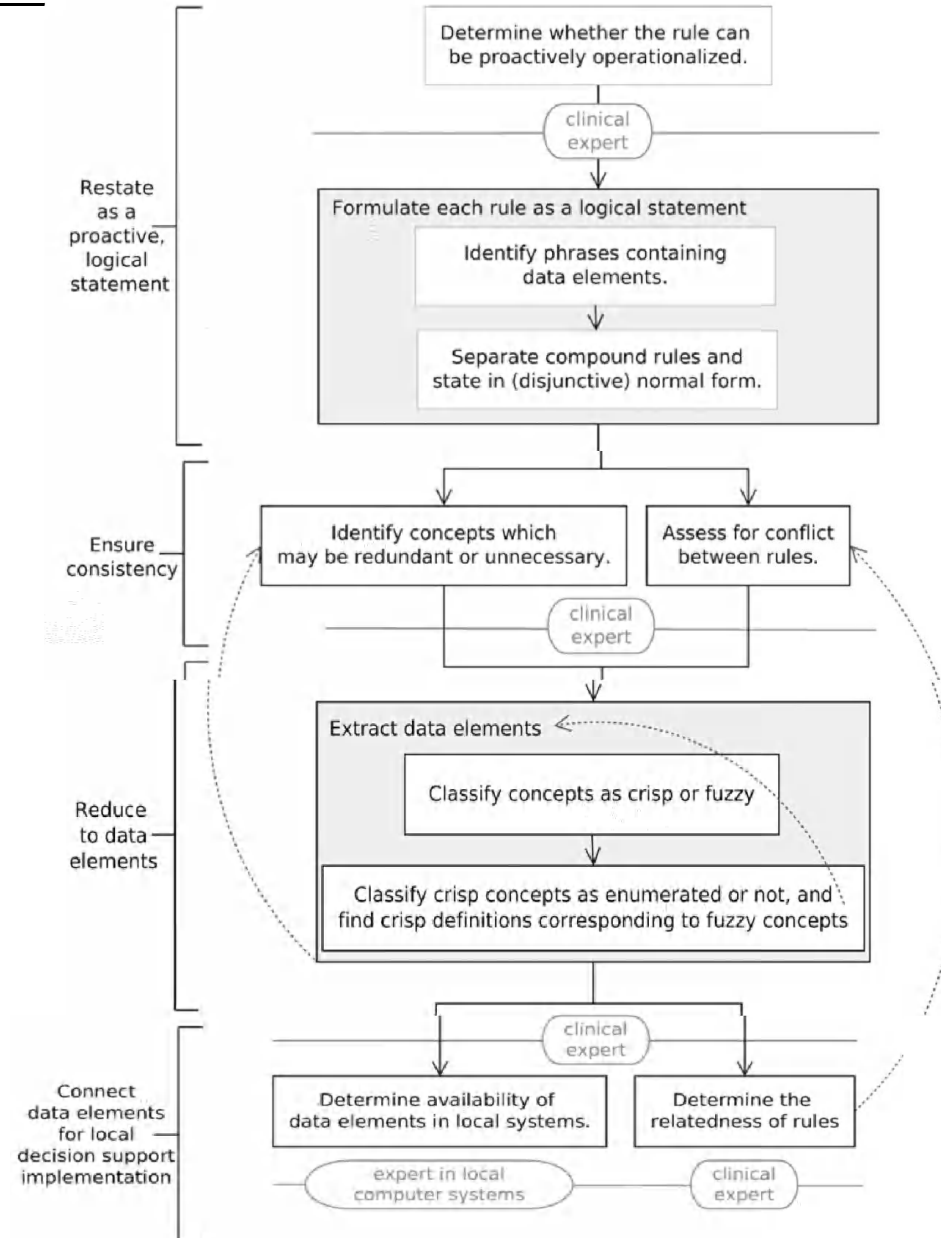 Determine whether the rule can
be proactively operationalized.
clinical
expert
Restate
as a
proactive,
logical
statement
Formulate each rule as a logical statement
Identify phrases containing
data elements.
Separate compound rules and
state in (disjunctive) normal form.
Ensure
consistency
Identify concepts which
may be redundant or unnecessary.
Assess for conflict
between rules.
clinical
expert
Reduce
to data
elements
Extract data elements
Classify concepts as crisp or fuzzy
Classify crisp concepts as enumerated or not, and
find crisp definitions corresponding to fuzzy concepts
clinical
expert
Connect
data elements
for local
decision support
implementation
Determine availability of
data elements in local systems.
Determine the
relatedness of rules
expert in local
computer systems
clinical
expert